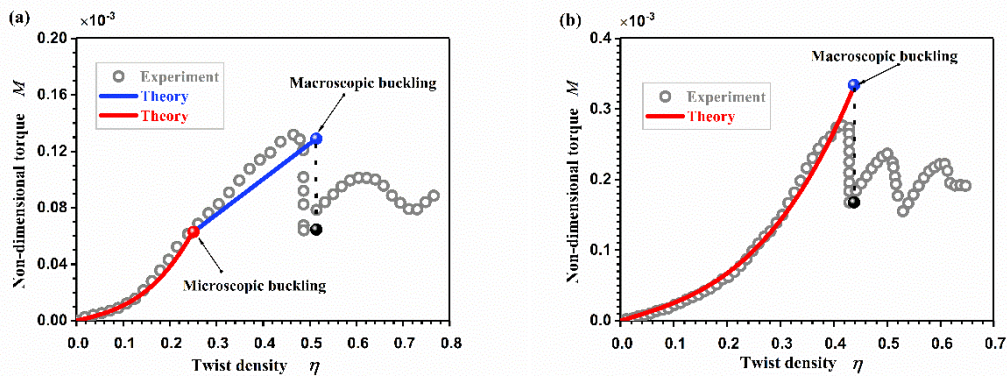 (a)
×10⁻³
0.20
0.16
0.12
0.08
0.04
0.00
Non-dimensional torque M
Experiment
Theory
Theory
Macroscopic buckling
Microscopic buckling
0.0 0.1 0.2 0.3 0.4 0.5 0.6 0.7 0.8
Twist density η
(b)
×10⁻³
0.4
0.3
0.2
0.1
0.0
Non-dimensional torque M
Experiment
Theory
Macroscopic buckling
0.0 0.1 0.2 0.3 0.4 0.5 0.6 0.7
Twist density η